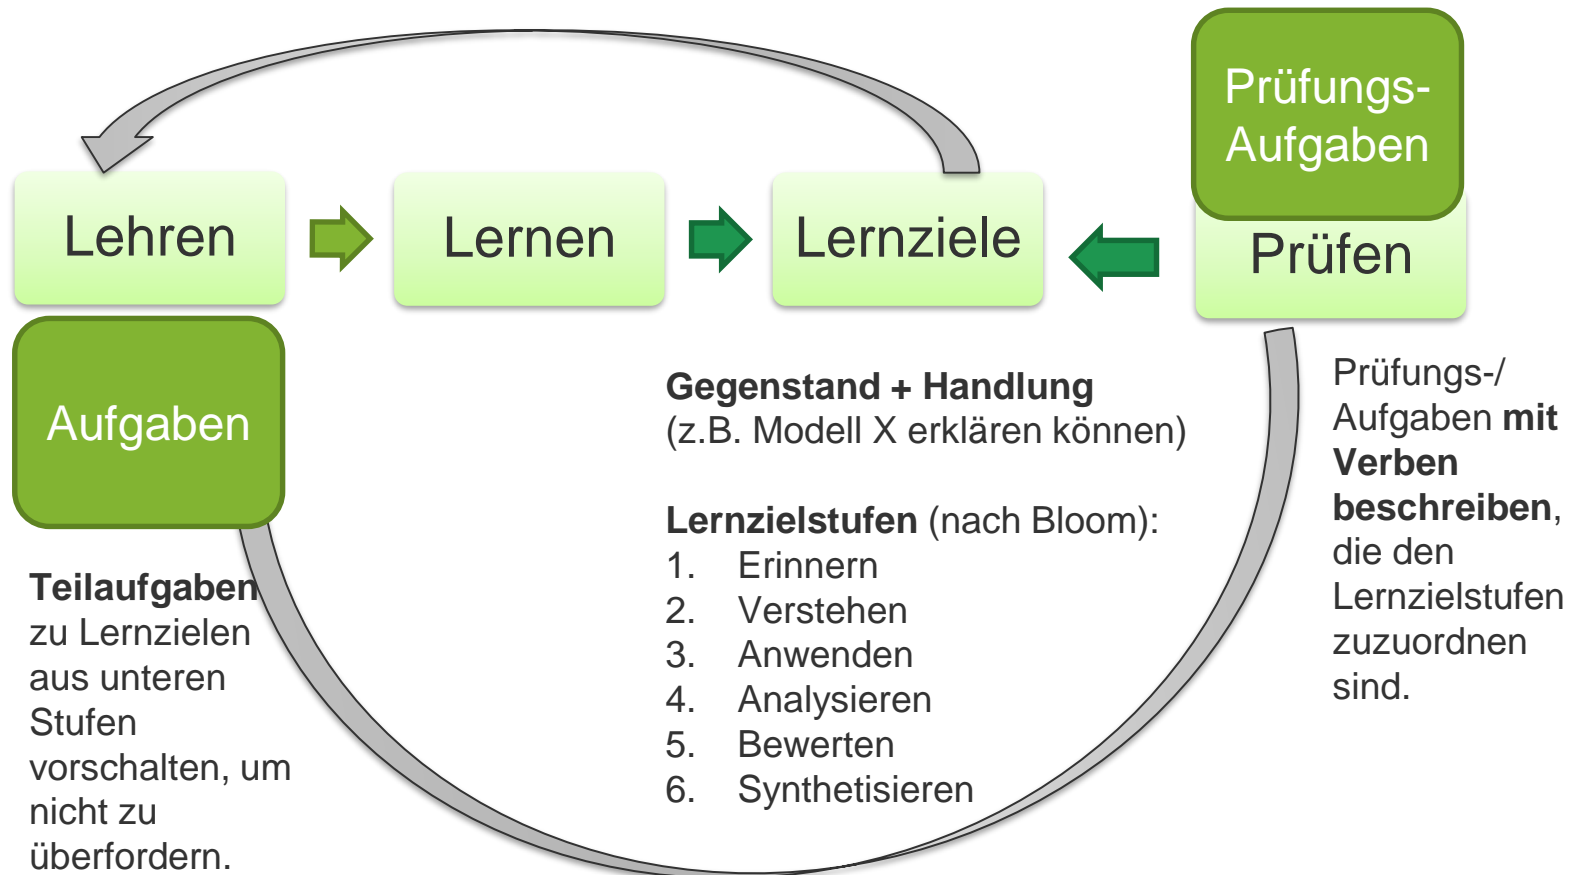 Prüfungs-
Aufgaben
Lehren
Lernen
Lernziele
Prüfen
Aufgaben
Teilaufgaben
zu Lernzielen
aus unteren
Stufen
vorschalten, um
nicht zu
überfordern.
Gegenstand + Handlung
(z.B. Modell X erklären können)
Lernzielstufen (nach Bloom):
1. Erinnern
2. Verstehen
3. Anwenden
4. Analysieren
5. Bewerten
6. Synthetisieren
Prüfungs-/
Aufgaben mit
Verben
beschreiben,
die den
Lernzielstufen
zuzuordnen
sind.